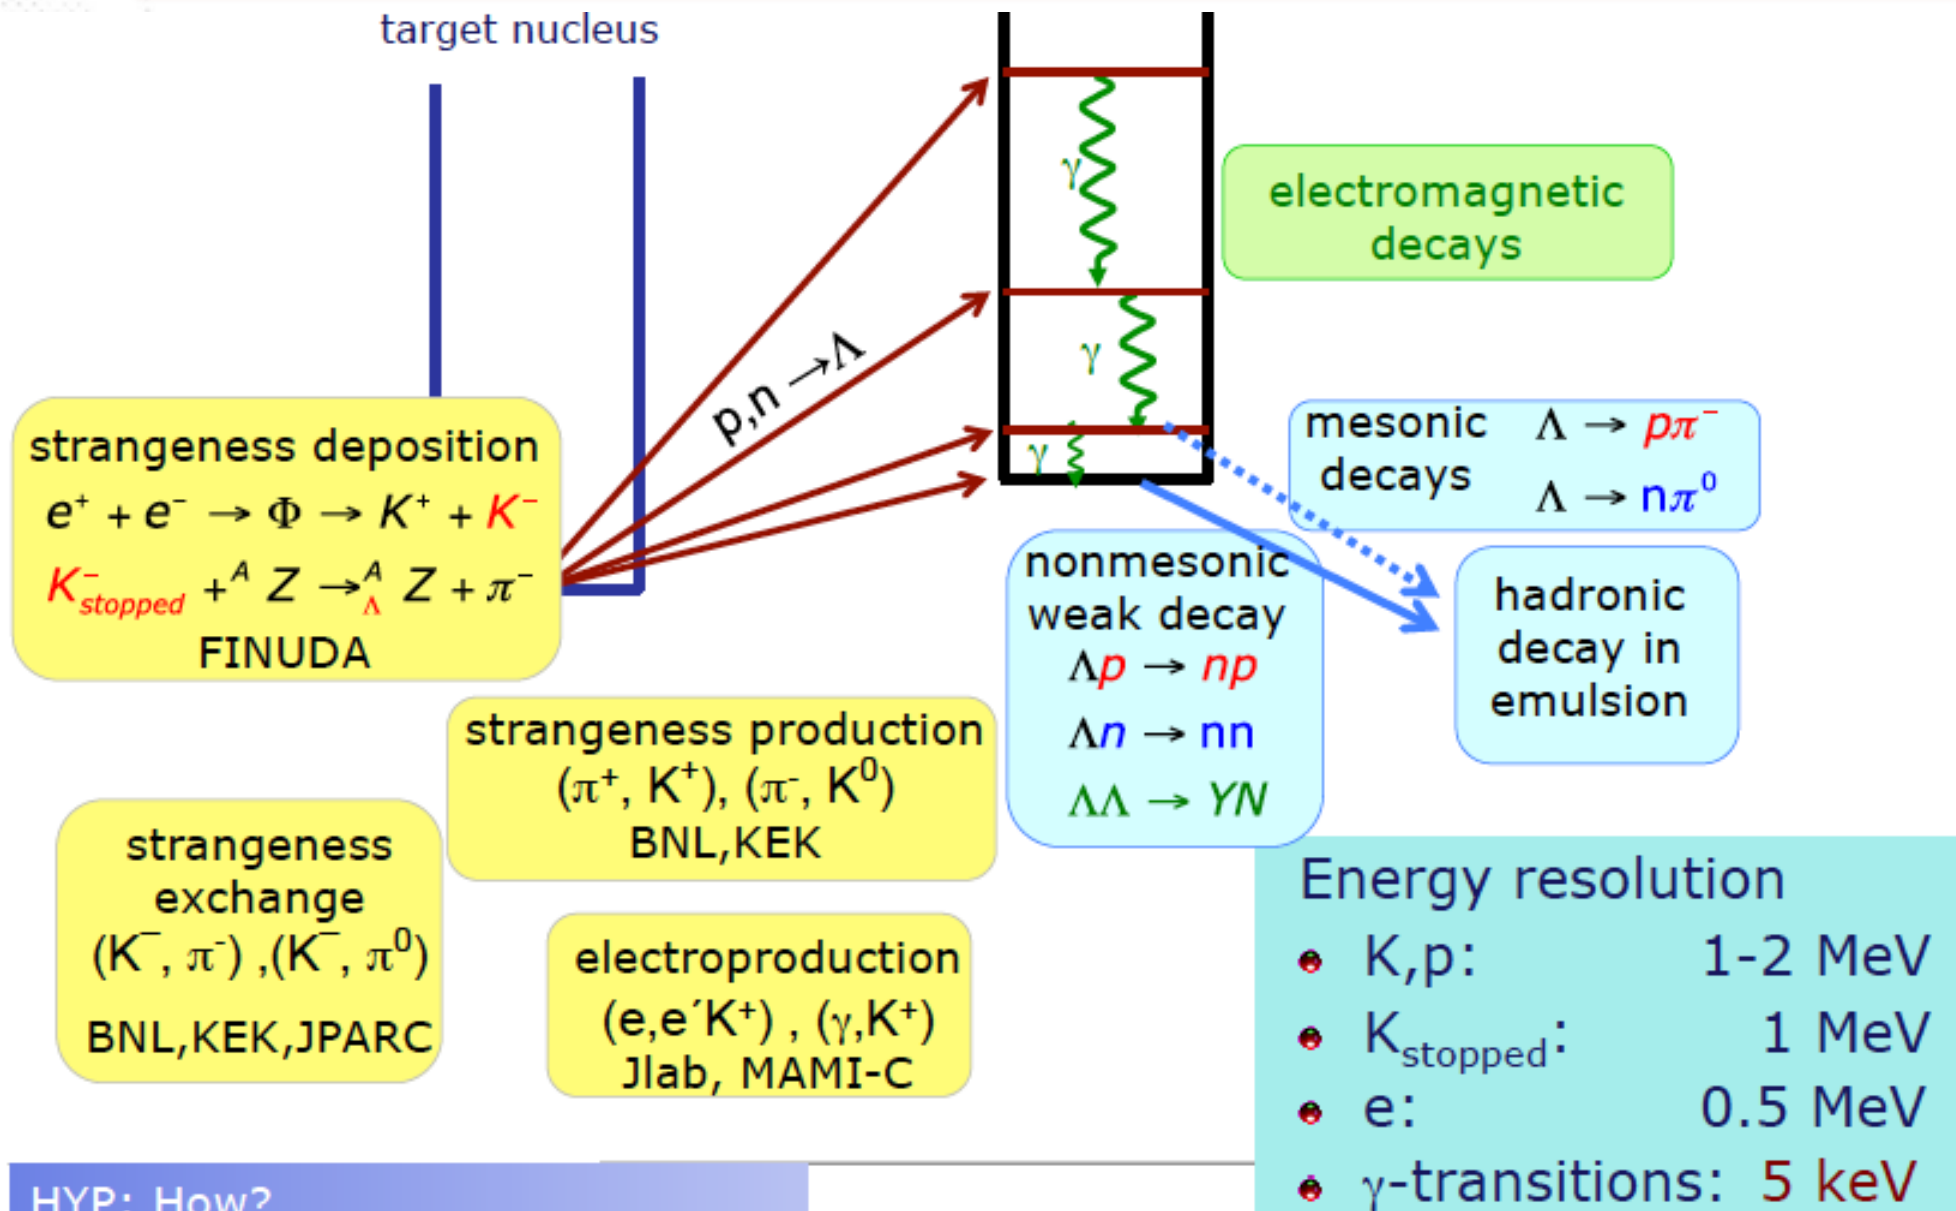 target nucleus
γ
electromagnetic
decays
p,n →Λ
γ
γ
mesonic Λ → pπ⁻
decays Λ → nπ⁰
strangeness deposition
e⁺ + e⁻ → Φ → K⁺ + K⁻
K⁻stopped + ᴬ Z → ᴬΛ Z + π⁻
FINUDA
nonmesonic
weak decay
Λp → np
Λn → nn
ΛΛ → YN
hadronic
decay in
emulsion
strangeness production
(π⁺, K⁺), (π⁻, K⁰)
BNL,KEK
strangeness
exchange
(K⁻, π⁻) ,(K⁻, π⁰)
BNL,KEK,JPARC
electroproduction
(e,e´K⁺) , (γ,K⁺)
Jlab, MAMI-C
Energy resolution
K,p: 1-2 MeV
Kstopped: 1 MeV
e: 0.5 MeV
γ-transitions: 5 keV
HYP: How?